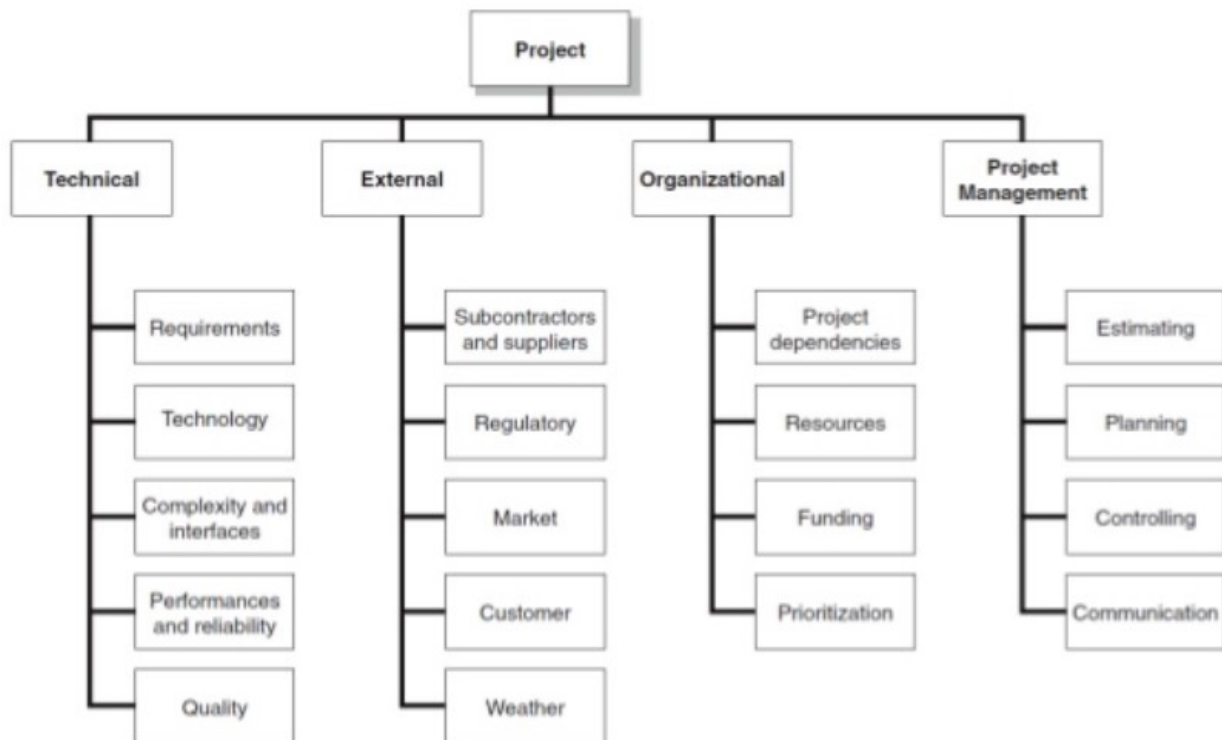 Project
Technical
External
Organizational
Project
Management
Requirements
Technology
Complexity and
interfaces
Performances
and reliability
Quality
Subcontractors
and suppliers
Regulatory
Market
Customer
Weather
Project
dependencies
Resources
Funding
Prioritization
Estimating
Planning
Controlling
Communication